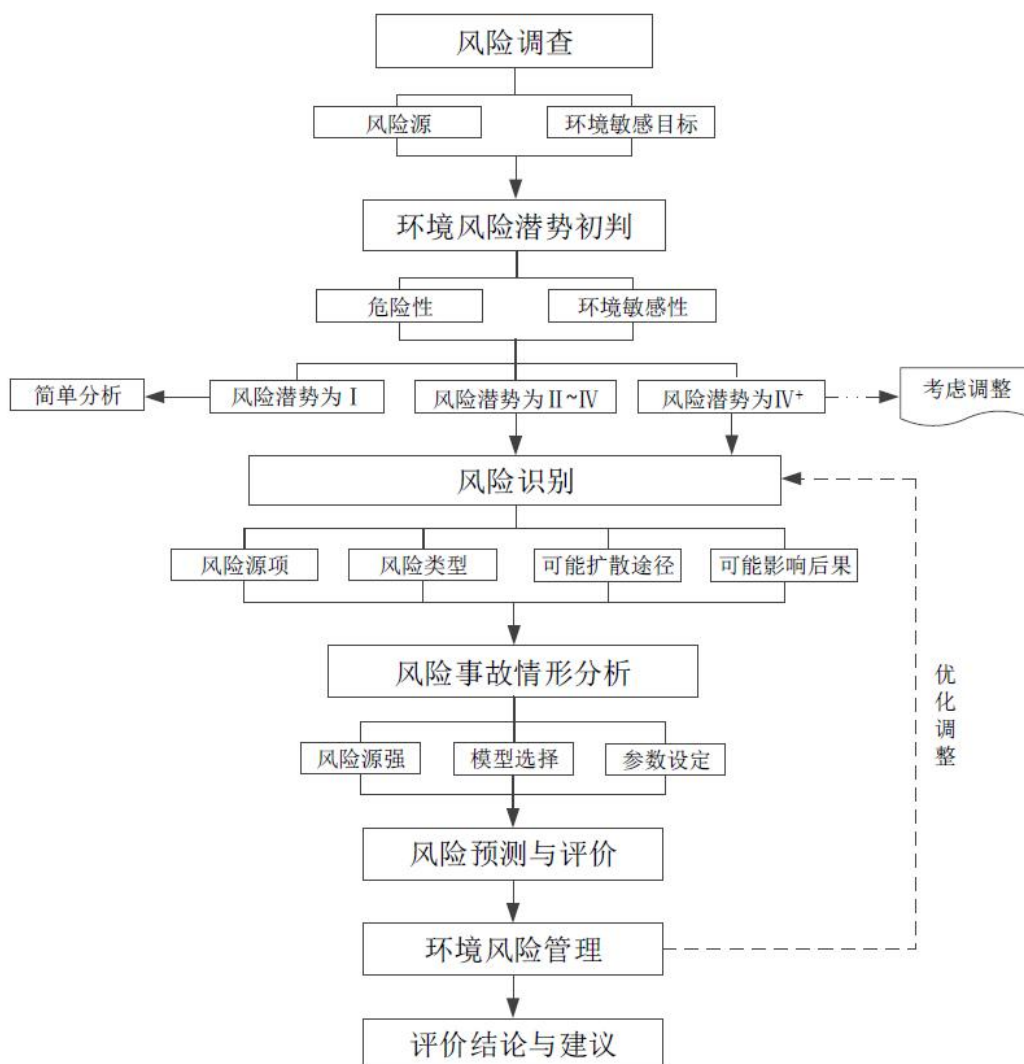 风险调查
风险源
环境敏感目标
环境风险潜势初判
危险性
环境敏感性
简单分析
风险潜势为Ⅰ
风险潜势为Ⅱ~Ⅳ
风险潜势为Ⅳ+
考虑调整
风险识别
风险源项
风险类型
可能扩散途径
可能影响后果
风险事故情形分析
优化调整
风险源强
模型选择
参数设定
风险预测与评价
环境风险管理
评价结论与建议